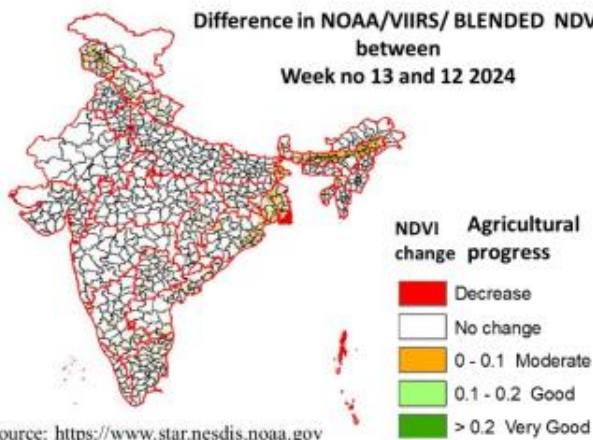 Difference in NOAA/VIIRS/ BLENDED NDV
between
Week no 13 and 12 2024
NDVI change
Agricultural progress
Decrease
No change
0 - 0.1 Moderate
0.1 - 0.2 Good
> 0.2 Very Good
ource: https://www.star.nesdis.noaa.gov